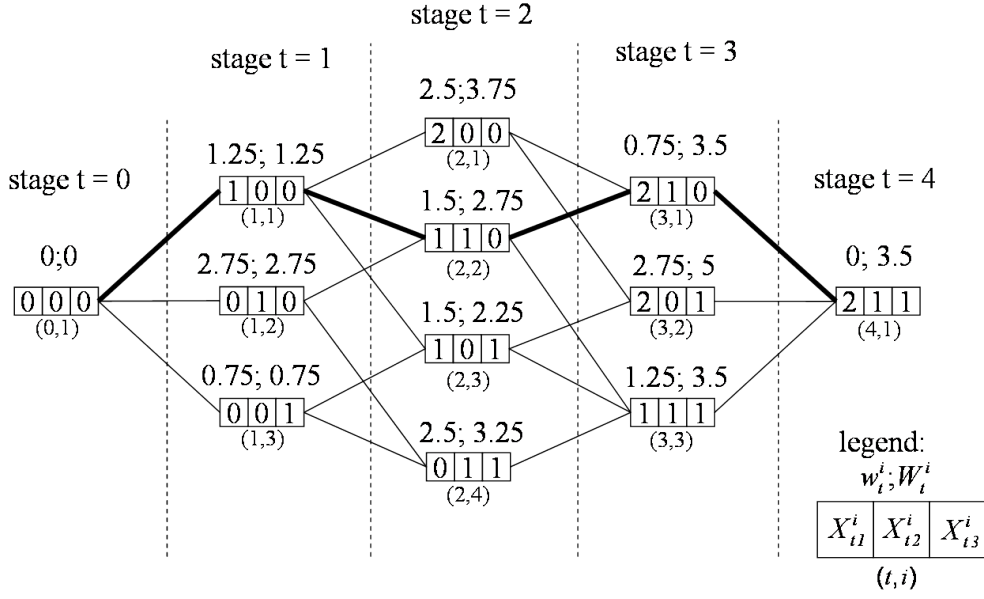 stage t = 0
0;0
0 0 0
(0,1)
stage t = 1
1.25; 1.25
1 0 0
(1,1)
2.75; 2.75
0 1 0
(1,2)
0.75; 0.75
0 0 1
(1,3)
stage t = 2
2.5;3.75
2 0 0
(2,1)
1.5; 2.75
1 1 0
(2,2)
1.5; 2.25
1 0 1
(2,3)
2.5; 3.25
0 1 1
(2,4)
stage t = 3
0.75; 3.5
2 1 0
(3,1)
2.75; 5
2 0 1
(3,2)
1.25; 3.5
1 1 1
(3,3)
stage t = 4
0; 3.5
2 1 1
(4,1)
legend:
w_t^i;W_t^i
X_{t1}^i X_{t2}^i X_{t3}^i
(t,i)